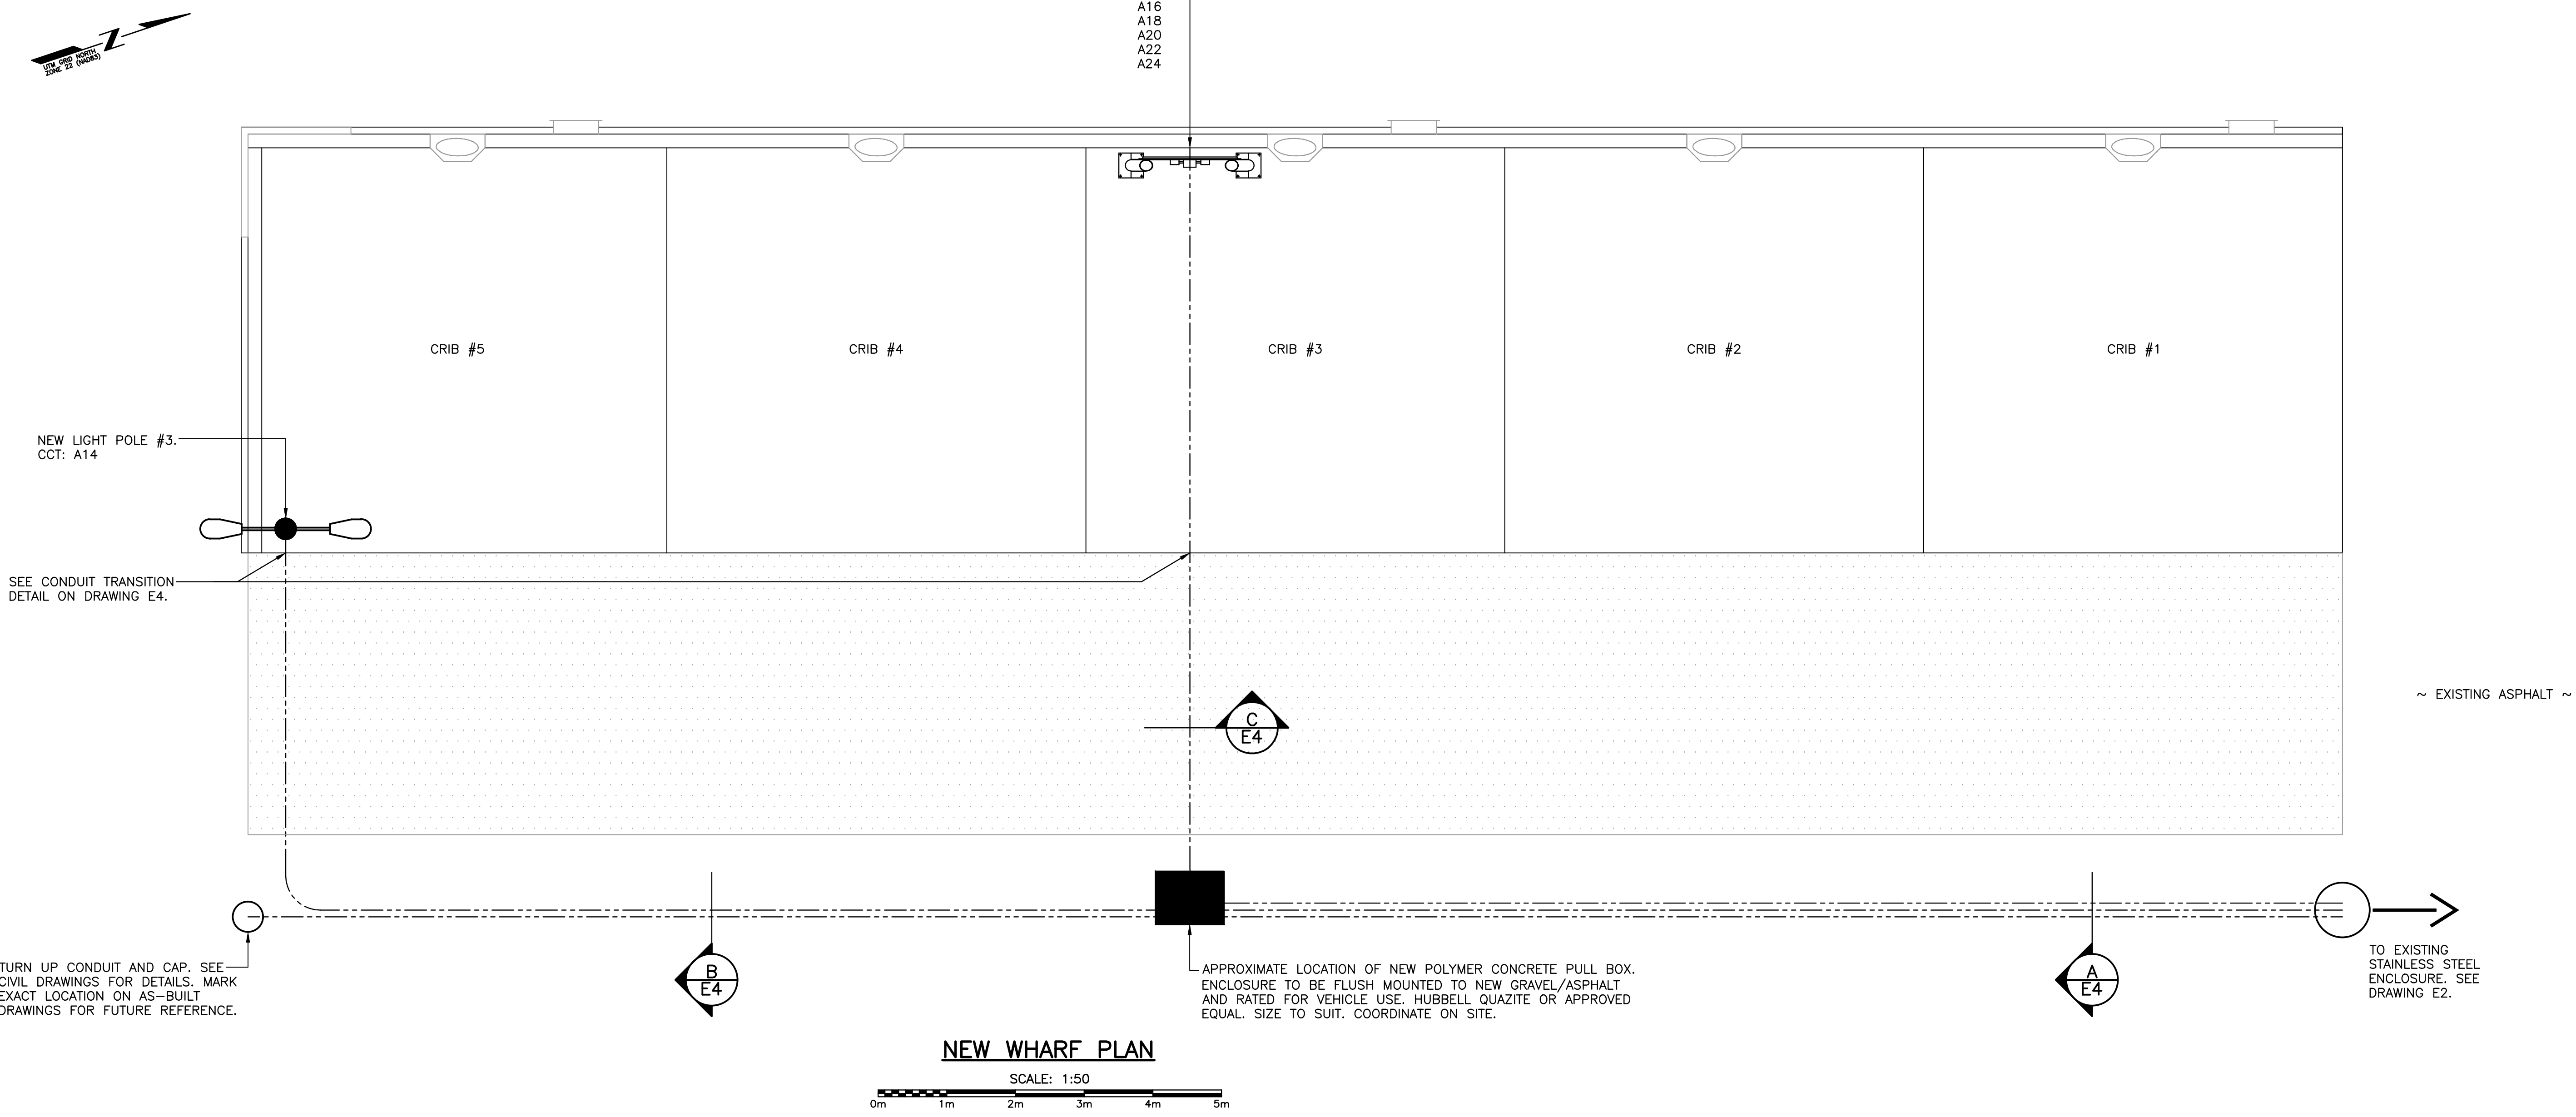 A16
A18
A20
A22
A24
UTM GRID NORTH
ZONE 22 (NAD83)
CRIB #5
CRIB #4
CRIB #3
CRIB #2
CRIB #1
NEW LIGHT POLE #3.
CCT: A14
SEE CONDUIT TRANSITION
DETAIL ON DRAWING E4.
~ EXISTING ASPHALT ~
C
E4
TURN UP CONDUIT AND CAP. SEE
CIVIL DRAWINGS FOR DETAILS. MARK
EXACT LOCATION ON AS-BUILT
DRAWINGS FOR FUTURE REFERENCE.
B
E4
APPROXIMATE LOCATION OF NEW POLYMER CONCRETE PULL BOX.
ENCLOSURE TO BE FLUSH MOUNTED TO NEW GRAVEL/ASPHALT
AND RATED FOR VEHICLE USE. HUBBELL QUAZITE OR APPROVED
EQUAL. SIZE TO SUIT. COORDINATE ON SITE.
A
E4
TO EXISTING
STAINLESS STEEL
ENCLOSURE. SEE
DRAWING E2.
NEW WHARF PLAN
SCALE: 1:50
0m 1m 2m 3m 4m 5m